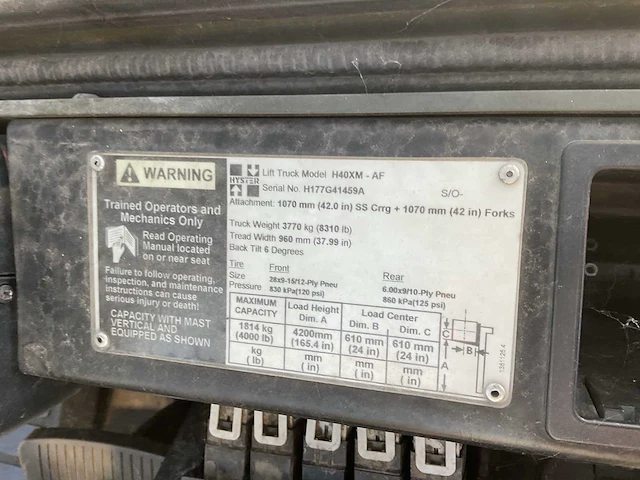 WARNING
Trained Operators and
Mechanics Only
Read Operating
Manual located
on or near seat
Failure to follow operating,
inspection, and maintenance
instructions can cause
serious injury or death!
CAPACITY WITH MAST
VERTICAL AND
EQUIPPED AS SHOWN
HYSTER
Lift Truck Model H40XM - AF
Serial No. H177G41459A S/O-
Attachment: 1070 mm (42.0 in) SS Crrg + 1070 mm (42 in) Forks
Truck Weight 3770 kg (8310 lb)
Tread Width 960 mm (37.99 in)
Back Tilt 6 Degrees
Tire Front Rear
Size 28x9-15/12-Ply Pneu 6.00x9/10-Ply Pneu
Pressure 830 kPa(120 psi) 860 kPa(125 psi)
MAXIMUM CAPACITY Load Height Dim. A Load Center Dim. B Dim. C
1814 kg (4000 lb) 4200mm (165.4 in) 610 mm (24 in) 610 mm (24 in)
kg ( lb) mm ( in) mm ( in) mm ( in)
C
B
A